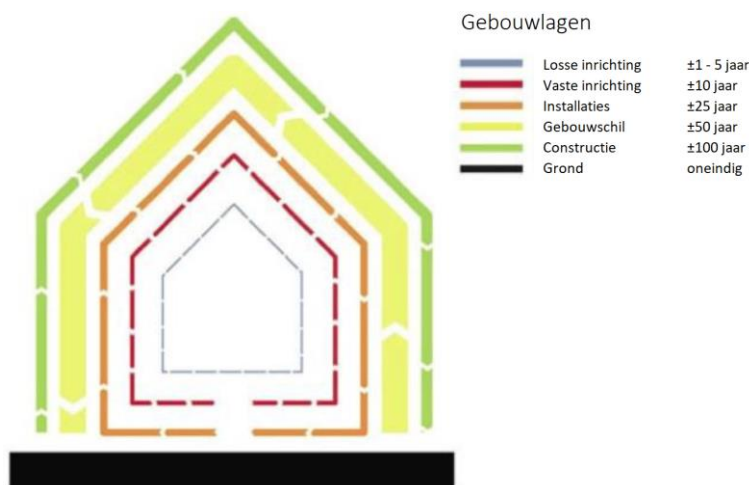 Gebouwlagen
Losse inrichting ±1 - 5 jaar
Vaste inrichting ±10 jaar
Installaties ±25 jaar
Gebouwschil ±50 jaar
Constructie ±100 jaar
Grond oneindig